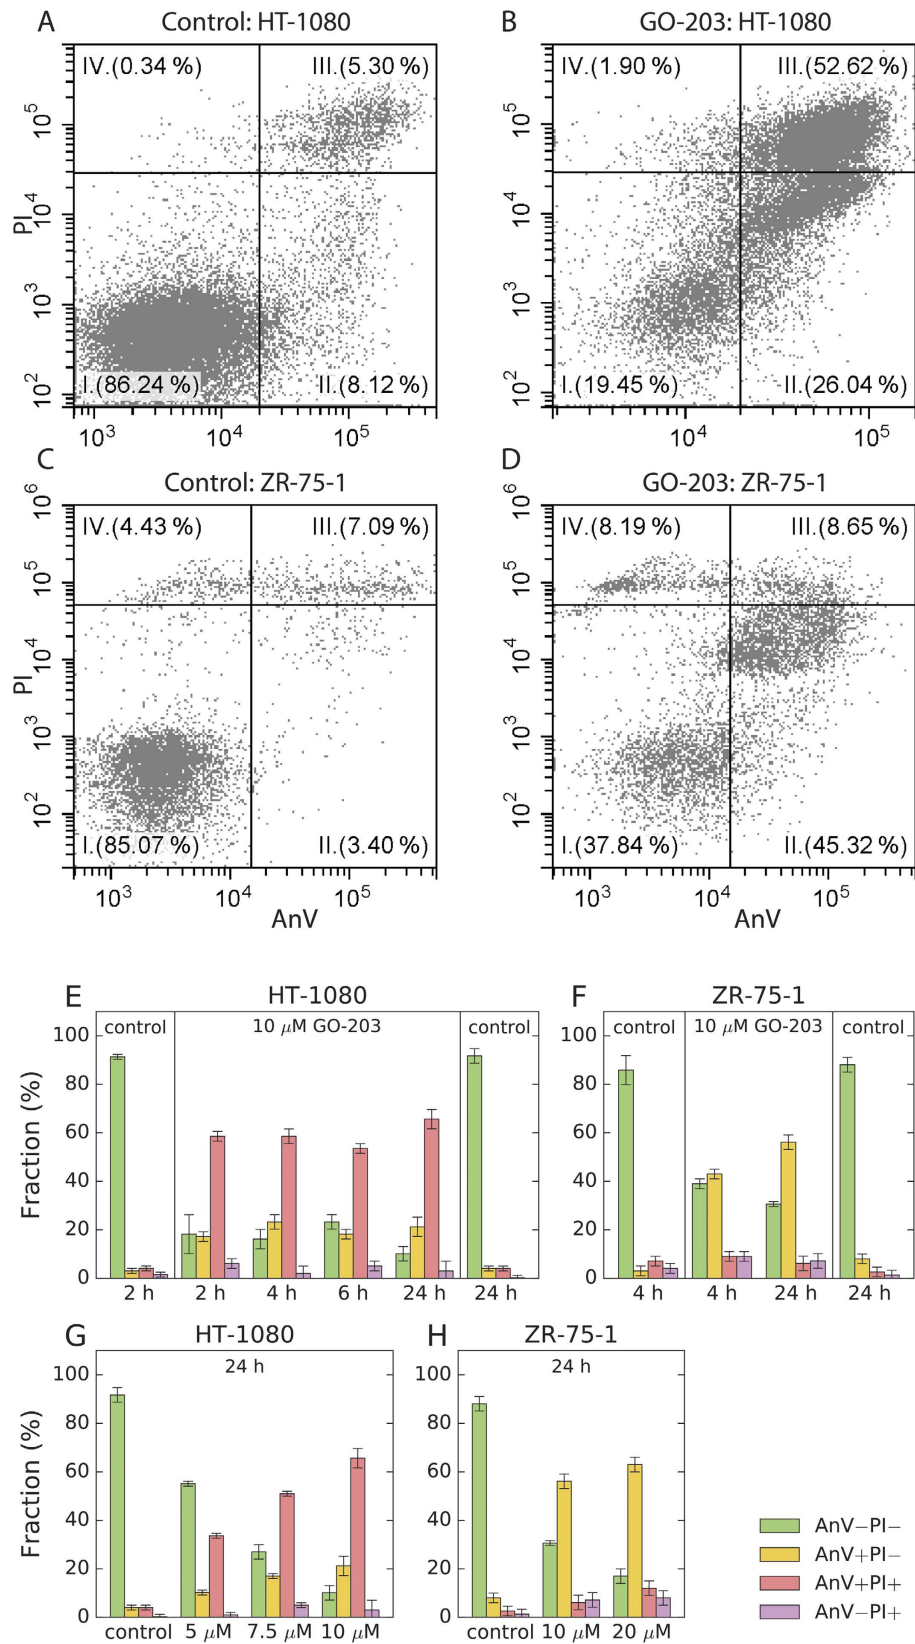 A Control: HT-1080
IV.(0.34 %) III.(5.30 %)
I.(86.24 %) II.(8.12 %)
PI
10^5
10^4
10^3
10^2
10^3 10^4 10^5
B GO-203: HT-1080
IV.(1.90 %) III.(52.62 %)
I.(19.45 %) II.(26.04 %)
10^5
10^4
10^3
10^2
10^4 10^5
C Control: ZR-75-1
IV.(4.43 %) III.(7.09 %)
I.(85.07 %) II.(3.40 %)
PI
10^6
10^5
10^4
10^3
10^2
10^3 10^4 10^5
AnV
D GO-203: ZR-75-1
IV.(8.19 %) III.(8.65 %)
I.(37.84 %) II.(45.32 %)
10^6
10^5
10^4
10^3
10^2
10^3 10^4 10^5
AnV
E HT-1080
control 10 μM GO-203 control
Fraction (%)
100
80
60
40
20
0
2 h 2 h 4 h 6 h 24 h 24 h
F ZR-75-1
control 10 μM GO-203 control
100
80
60
40
20
0
4 h 4 h 24 h 24 h
G HT-1080
24 h
Fraction (%)
100
80
60
40
20
0
control 5 μM 7.5 μM 10 μM
H ZR-75-1
24 h
100
80
60
40
20
0
control 10 μM 20 μM
AnV−PI−
AnV+PI−
AnV+PI+
AnV−PI+